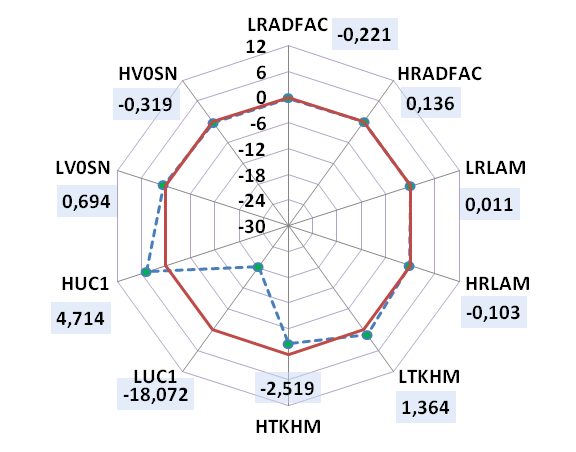 LRADFAC
-0,221
12
HV0SN
6
HRADFAC
-0,319
0
0,136
-6
-12
LV0SN
LRLAM
-18
0,694
0,011
-24
-30
HUC1
HRLAM
4,714
-0,103
LUC1
LTKHM
-18,072
-2,519
1,364
HTKHM